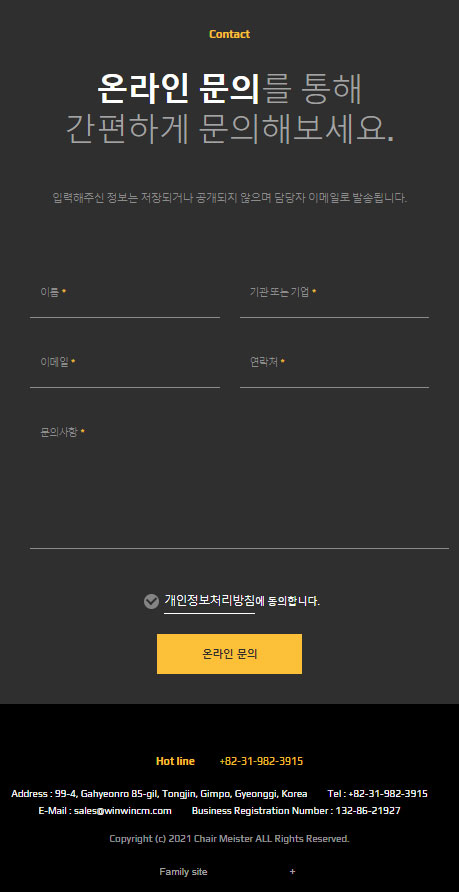 Contact
온라인 문의를 통해
간편하게 문의해보세요.
입력해주신 정보는 저장되거나 공개되지 않으며 담당자 이메일로 발송됩니다.
이름 * 기관 또는 기업 *
이메일 * 연락처 *
문의사항 *
개인정보처리방침에 동의합니다.
온라인 문의
Hot line +82-31-982-3915
Address : 99-4, Gahyeonro 85-gil, Tongjin, Gimpo, Gyeonggi, Korea Tel : +82-31-982-3915
E-Mail : sales@winwincm.com Business Registration Number : 132-86-21927
Copyright (c) 2021 Chair Meister ALL Rights Reserved.
Family site +